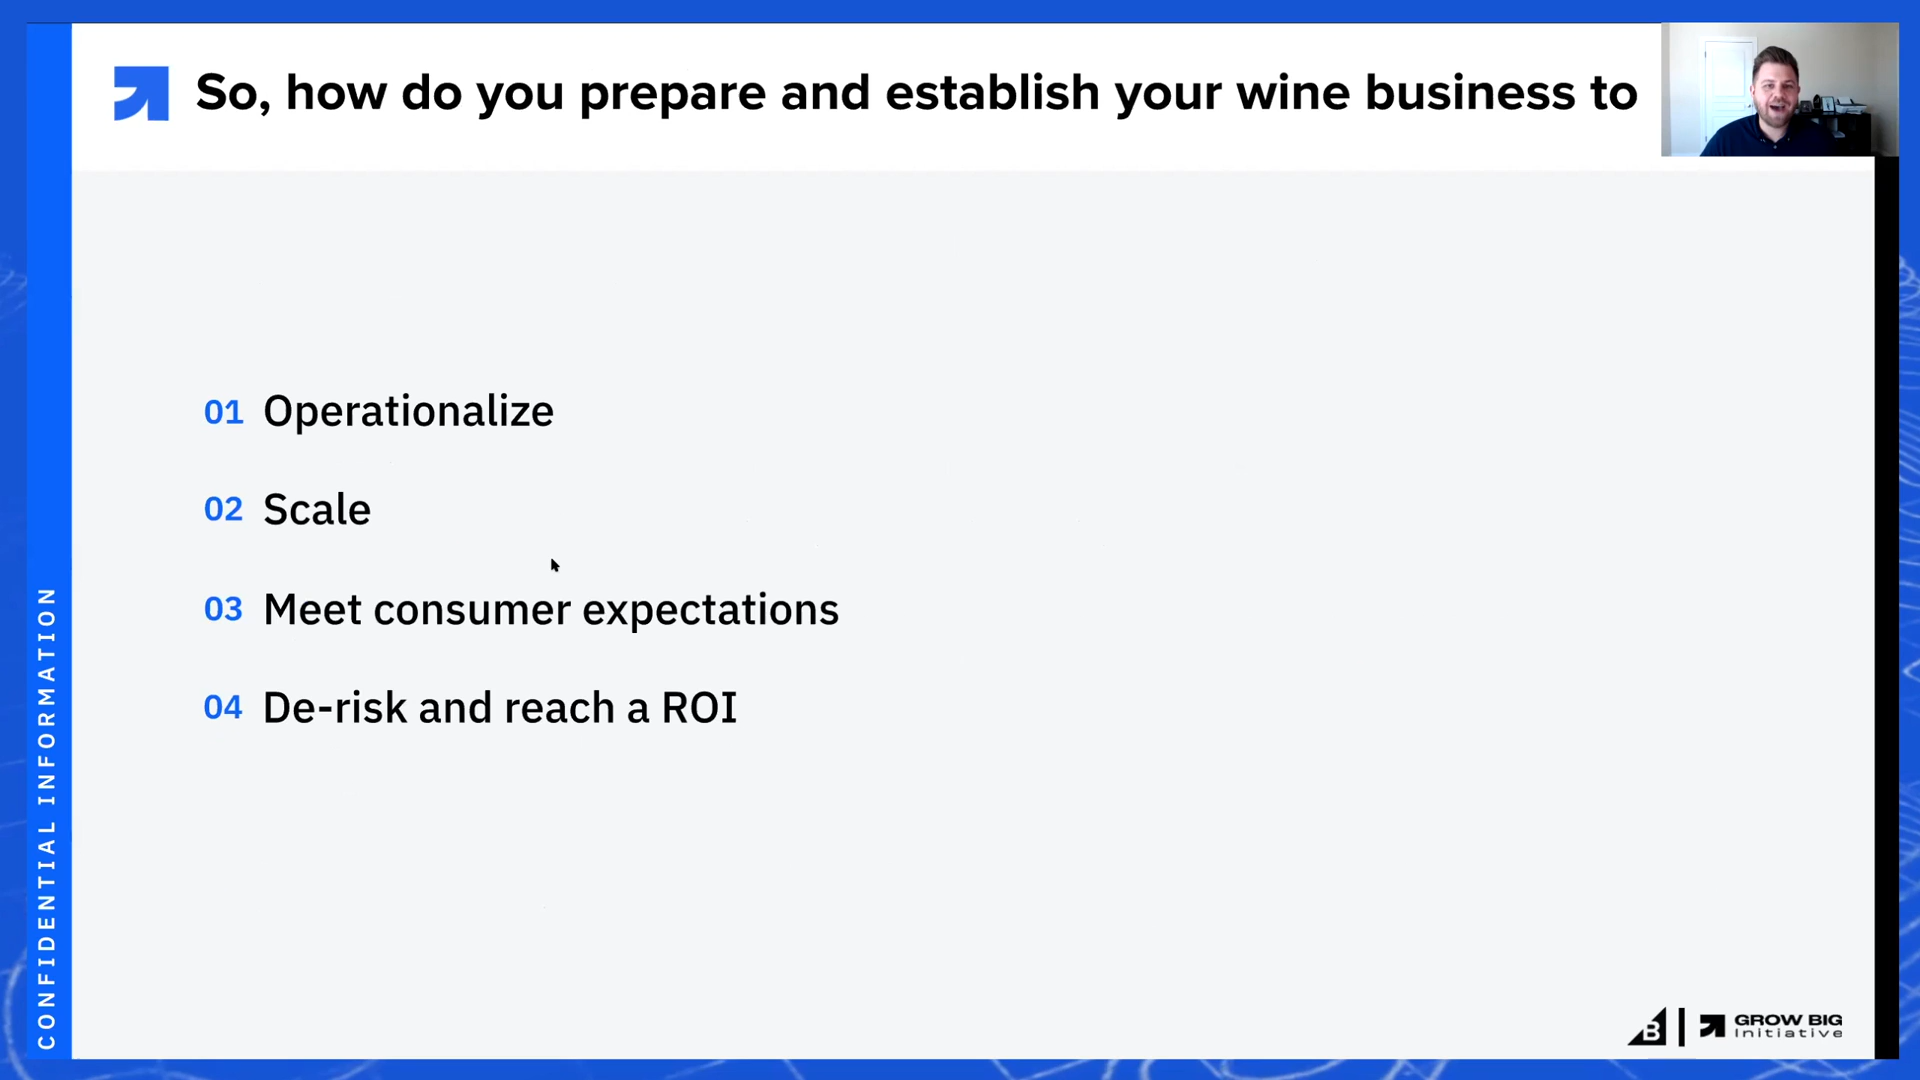 So, how do you prepare and establish your wine business to
01 Operationalize
02 Scale
03 Meet consumer expectations
04 De-risk and reach a ROI
CONFIDENTIAL INFORMATION
B
GROW BIG
Initiative